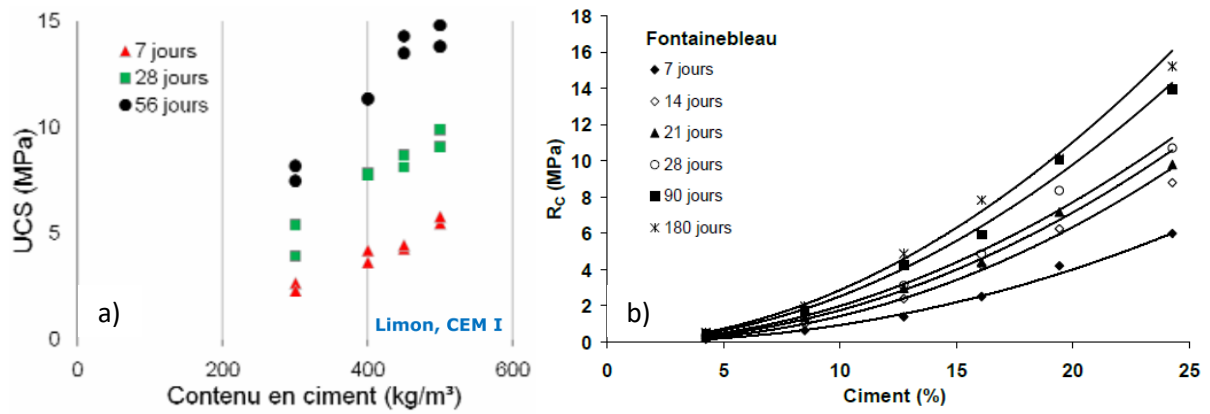 15
10
5
0
UCS (MPa)
7 jours
28 jours
56 jours
a)
Limon, CEM I
0
200
400
600
Contenu en ciment (kg/m³)
18
16
14
12
10
8
6
4
2
0
R_C (MPa)
Fontainebleau
7 jours
14 jours
21 jours
28 jours
90 jours
180 jours
b)
0
5
10
15
20
25
Ciment (%)